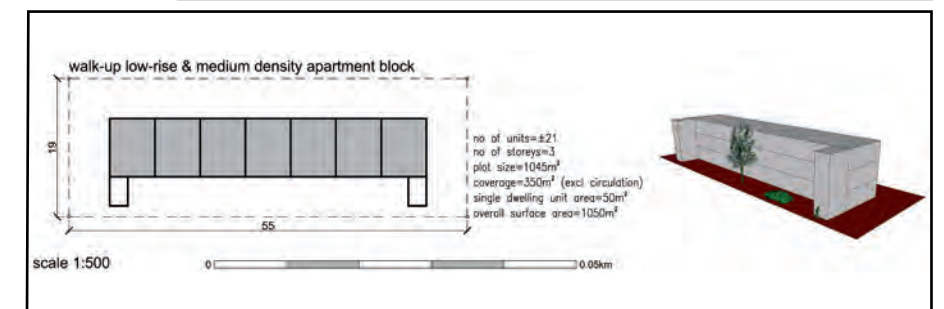 walk-up low-rise & medium density apartment block
19
no of units=±21
no of storeys=3
plot size=1045m²
coverage=350m² (excl circulation)
single dwelling unit area=50m²
overall surface area=1050m²
55
scale 1:500
0
0.05km